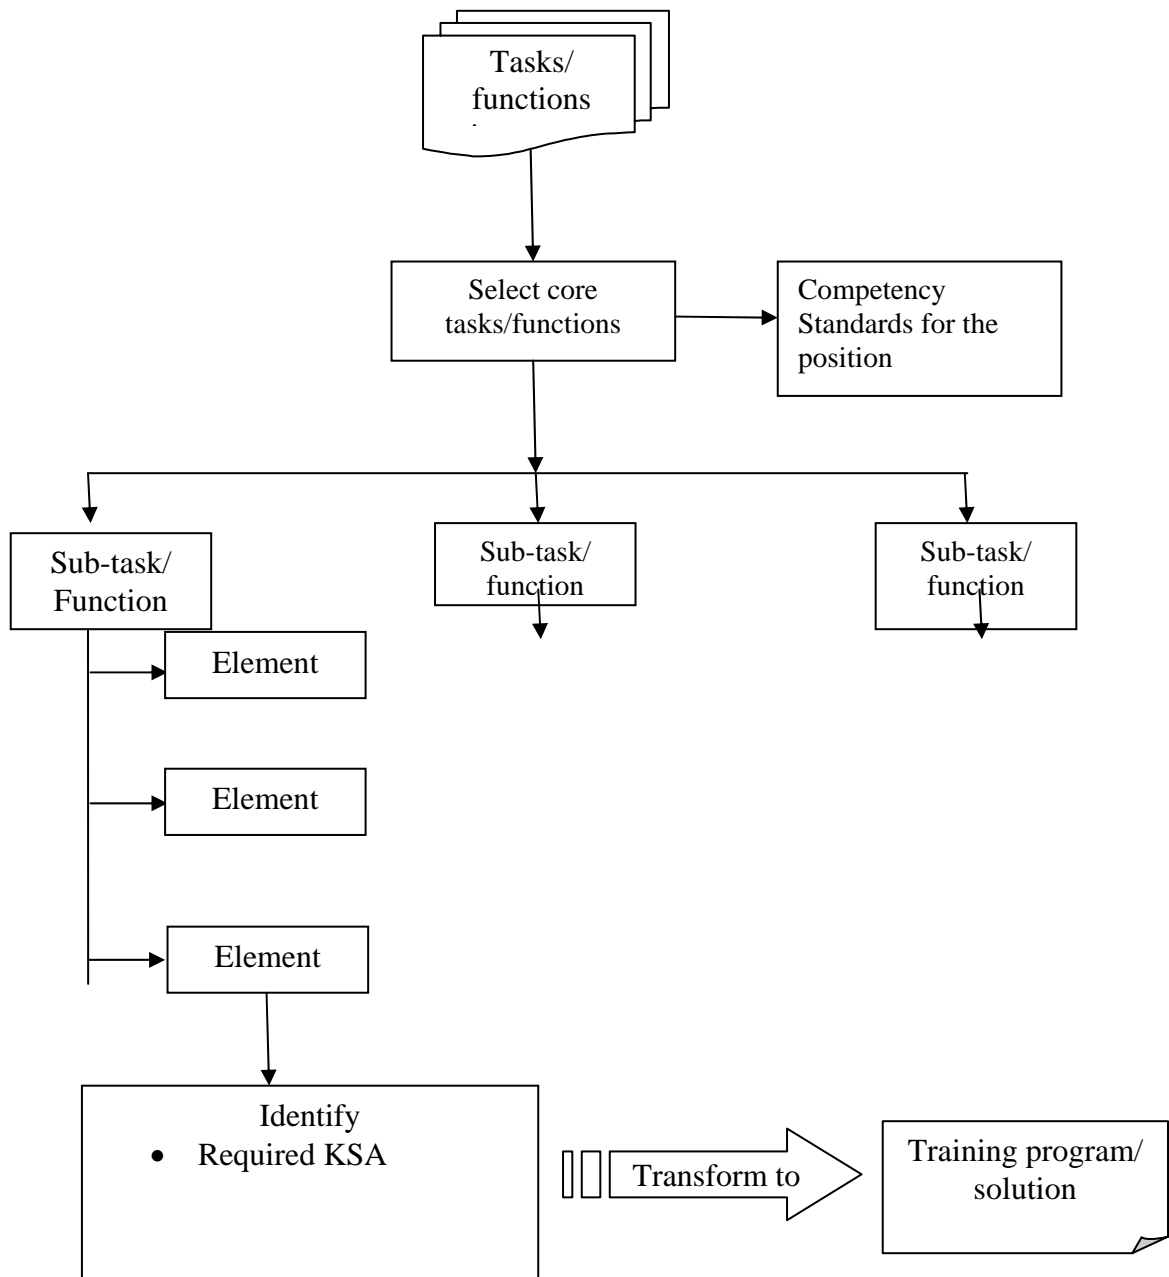 Tasks/
functions
Select core
tasks/functions
Competency
Standards for the
position
Sub-task/
Function
Sub-task/
function
Sub-task/
function
Element
Element
Element
Identify
• Required KSA
Transform to
Training program/
solution